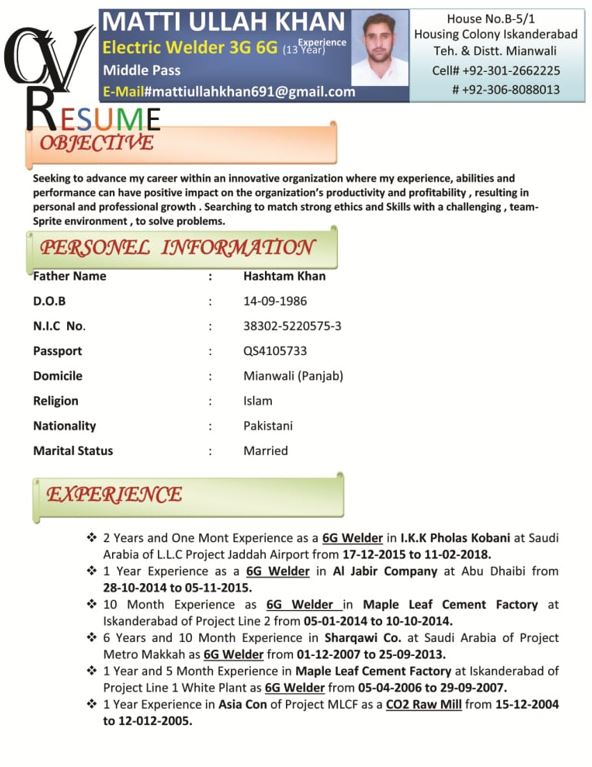 CV
RESUME
MATTI ULLAH KHAN
Electric Welder 3G 6G (13 Year) Experience
Middle Pass
E-Mail#mattiullahkhan691@gmail.com
House No.B-5/1
Housing Colony Iskanderabad
Teh. & Distt. Mianwali
Cell# +92-301-2662225
# +92-306-8088013
OBJECTIVE
Seeking to advance my career within an innovative organization where my experience, abilities and
performance can have positive impact on the organization's productivity and profitability , resulting in
personal and professional growth . Searching to match strong ethics and Skills with a challenging , team-
Sprite environment , to solve problems.
PERSONEL INFORMATION
Father Name : Hashtam Khan
D.O.B : 14-09-1986
N.I.C No. : 38302-5220575-3
Passport : QS4105733
Domicile : Mianwali (Panjab)
Religion : Islam
Nationality : Pakistani
Marital Status : Married
EXPERIENCE
❖ 2 Years and One Mont Experience as a 6G Welder in I.K.K Pholas Kobani at Saudi
Arabia of L.L.C Project Jaddah Airport from 17-12-2015 to 11-02-2018.
❖ 1 Year Experience as a 6G Welder in Al Jabir Company at Abu Dhaibi from
28-10-2014 to 05-11-2015.
❖ 10 Month Experience as 6G Welder in Maple Leaf Cement Factory at
Iskanderabad of Project Line 2 from 05-01-2014 to 10-10-2014.
❖ 6 Years and 10 Month Experience in Sharqawi Co. at Saudi Arabia of Project
Metro Makkah as 6G Welder from 01-12-2007 to 25-09-2013.
❖ 1 Year and 5 Month Experience in Maple Leaf Cement Factory at Iskanderabad of
Project Line 1 White Plant as 6G Welder from 05-04-2006 to 29-09-2007.
❖ 1 Year Experience in Asia Con of Project MLCF as a CO2 Raw Mill from 15-12-2004
to 12-012-2005.